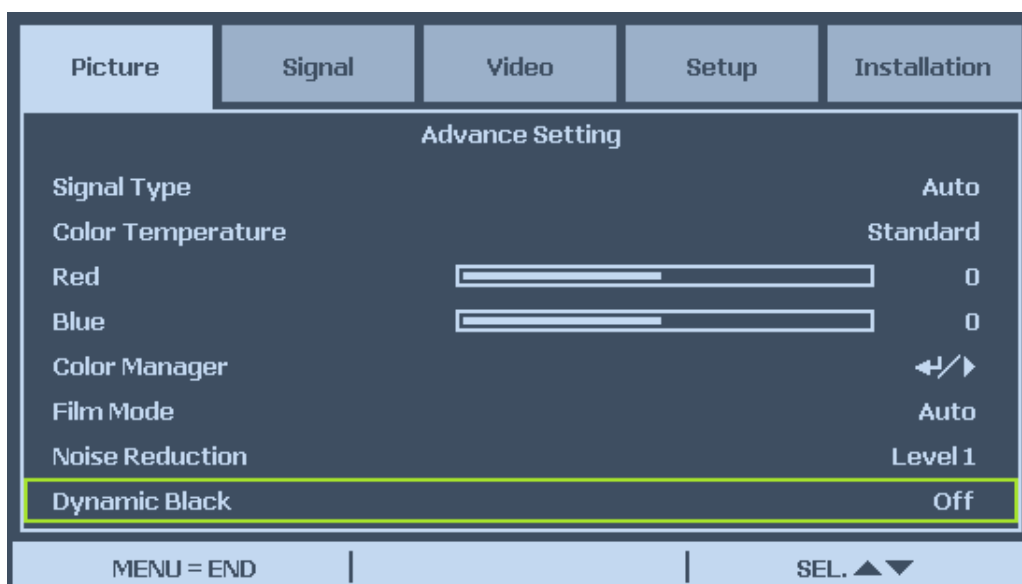 Picture Signal Video Setup Installation
Advance Setting
Signal Type Auto
Color Temperature Standard
Red 0
Blue 0
Color Manager ↵/▶
Film Mode Auto
Noise Reduction Level 1
Dynamic Black Off
MENU = END SEL. ▲▼